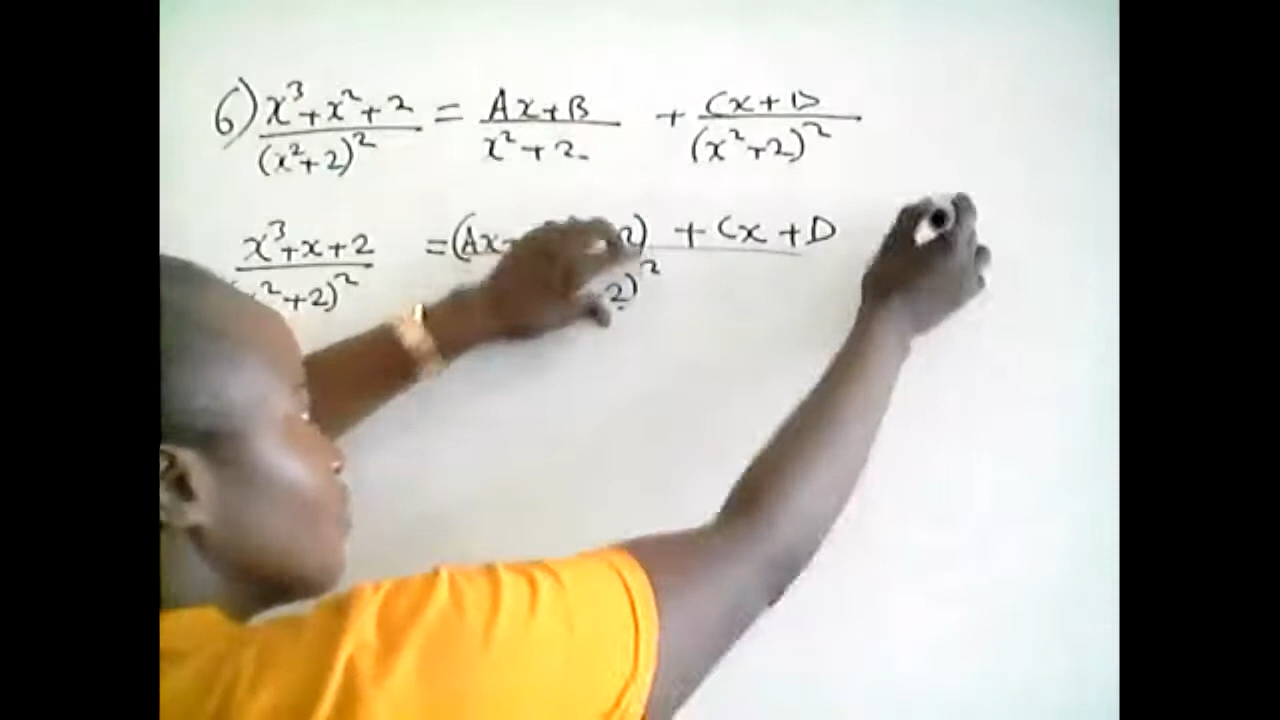 6) x³+x²+2 / (x²+2)² = Ax+B / x²+2 + Cx+D / (x²+2)²
x³+x+2 / ²+2)² = (Ax+ 2) + Cx+D / 2)²